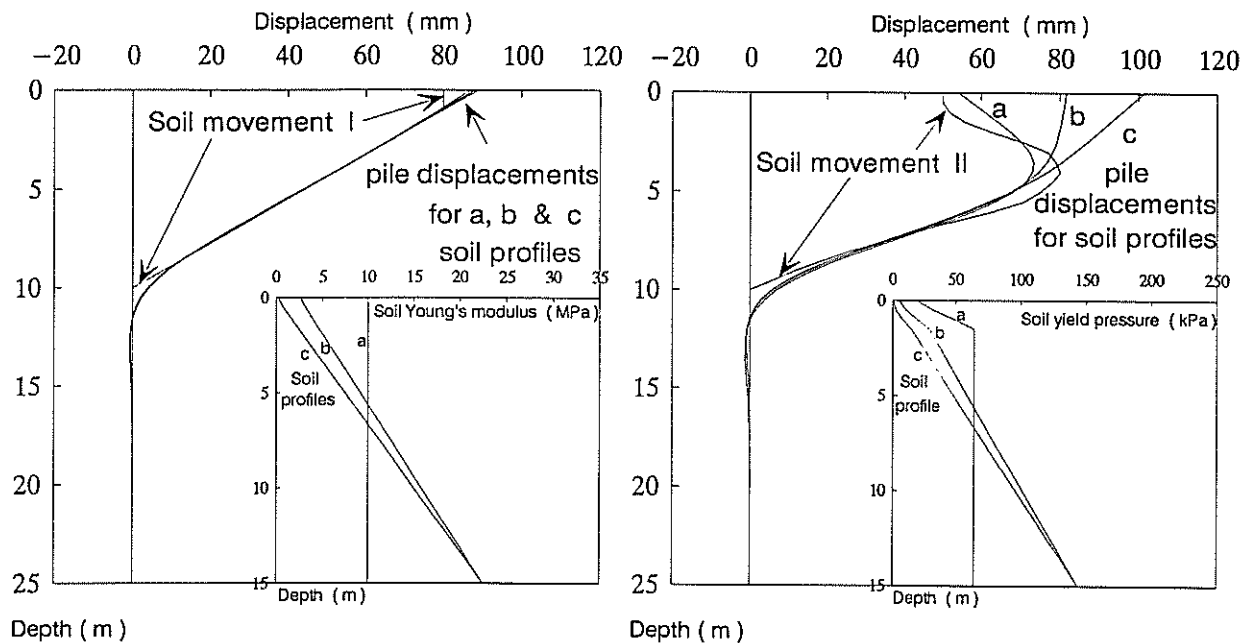 Displacement ( mm )
−20 0 20 40 60 80 100 120
0
Soil movement I
pile displacements
for a, b & c
soil profiles
5
10
15
20
25
0 5 10 15 20 25 30 35
0
Soil Young's modulus ( MPa )
a
b
c
Soil
profiles
5
10
15
Depth ( m )
Depth ( m )
Displacement ( mm )
−20 0 20 40 60 80 100 120
0
a
b
c
Soil movement II
pile
displacements
for soil profiles
5
10
15
20
25
0 50 100 150 200 250
0
a
Soil yield pressure ( kPa )
b
c
Soil
profile
5
10
15
Depth ( m )
Depth ( m )